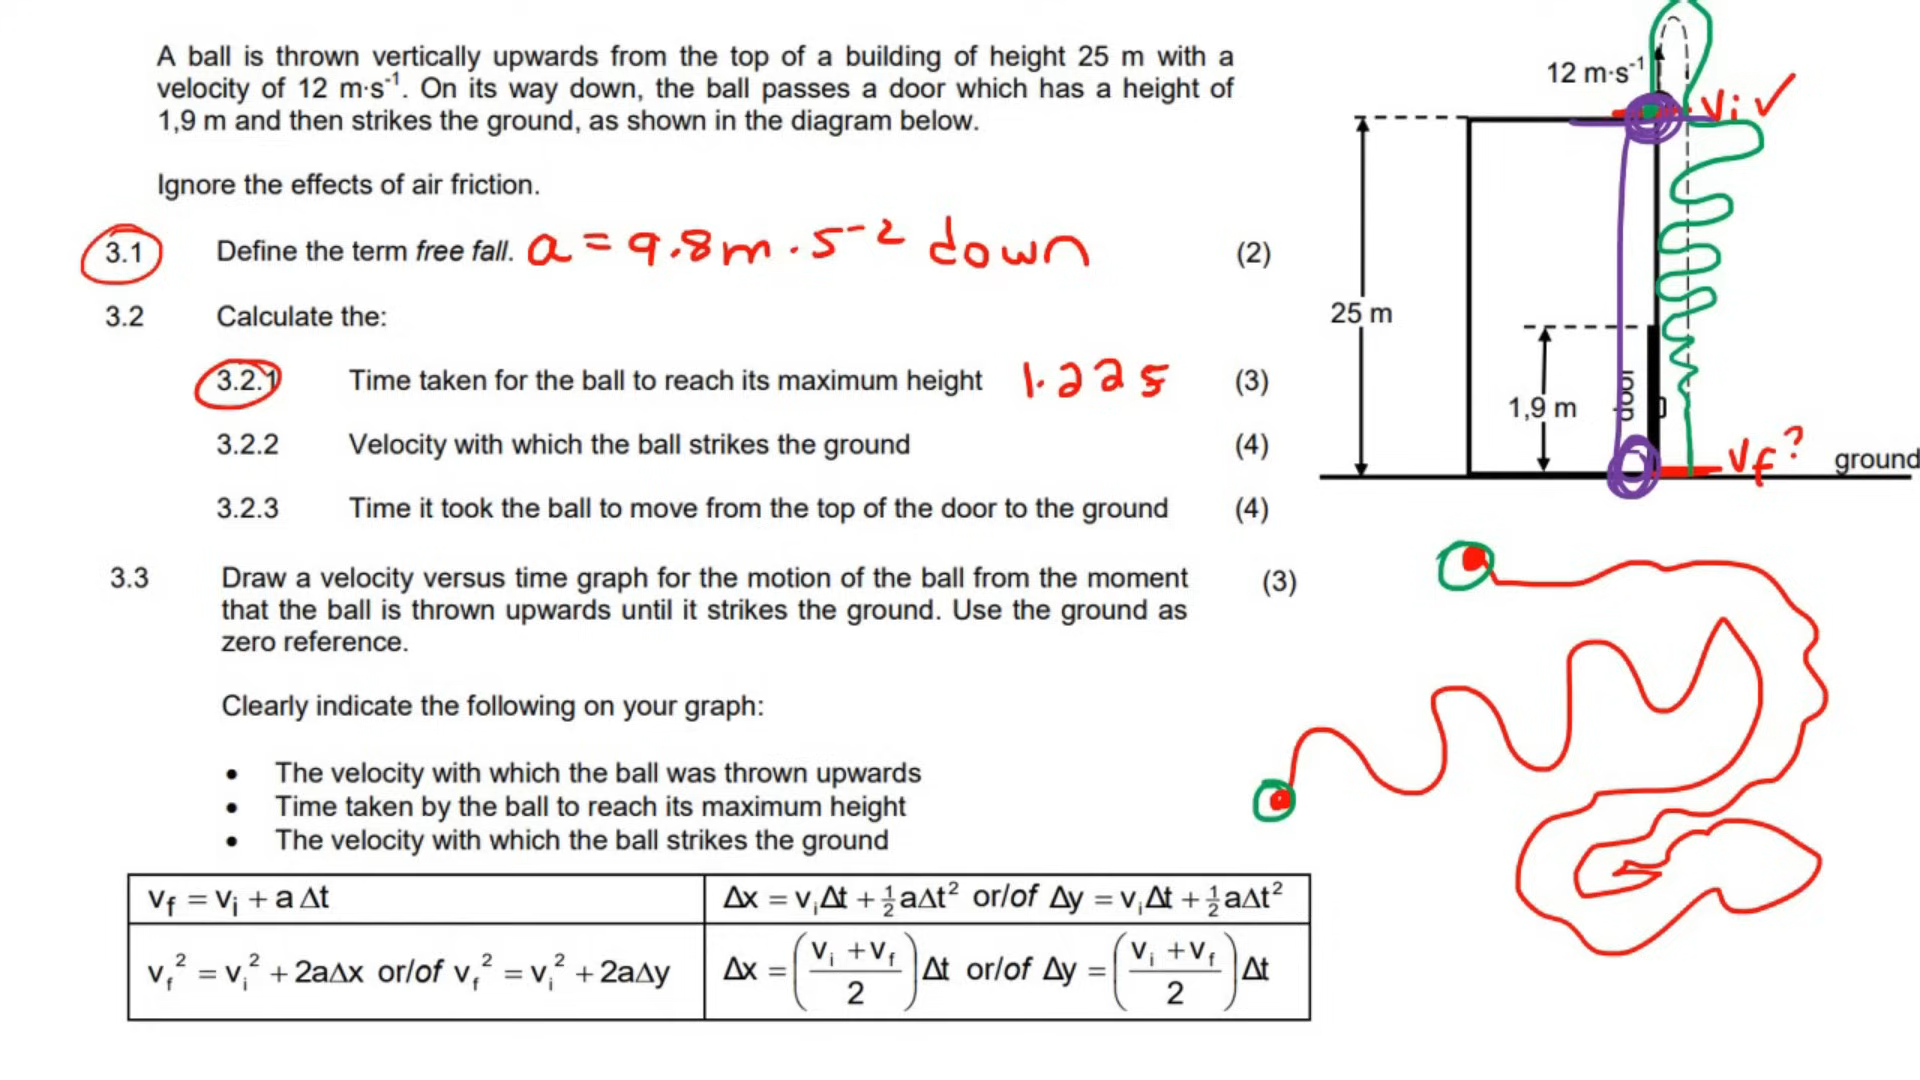 A ball is thrown vertically upwards from the top of a building of height 25 m with a
velocity of 12 m·s⁻¹. On its way down, the ball passes a door which has a height of
1,9 m and then strikes the ground, as shown in the diagram below.
Ignore the effects of air friction.
3.1 Define the term free fall. a = 9.8m·s⁻² down (2)
3.2 Calculate the:
3.2.1 Time taken for the ball to reach its maximum height 1.22s (3)
3.2.2 Velocity with which the ball strikes the ground (4)
3.2.3 Time it took the ball to move from the top of the door to the ground (4)
3.3 Draw a velocity versus time graph for the motion of the ball from the moment (3)
that the ball is thrown upwards until it strikes the ground. Use the ground as
zero reference.
Clearly indicate the following on your graph:
• The velocity with which the ball was thrown upwards
• Time taken by the ball to reach its maximum height
• The velocity with which the ball strikes the ground
vf = vi + a Δt
Δx = viΔt + ½aΔt² or/of Δy = viΔt + ½aΔt²
vf² = vi² + 2aΔx or/of vf² = vi² + 2aΔy
Δx = (vi + vf / 2) Δt or/of Δy = (vi + vf / 2) Δt
12 m·s⁻¹
Vi ✓
25 m
1,9 m
door
Vf?
ground